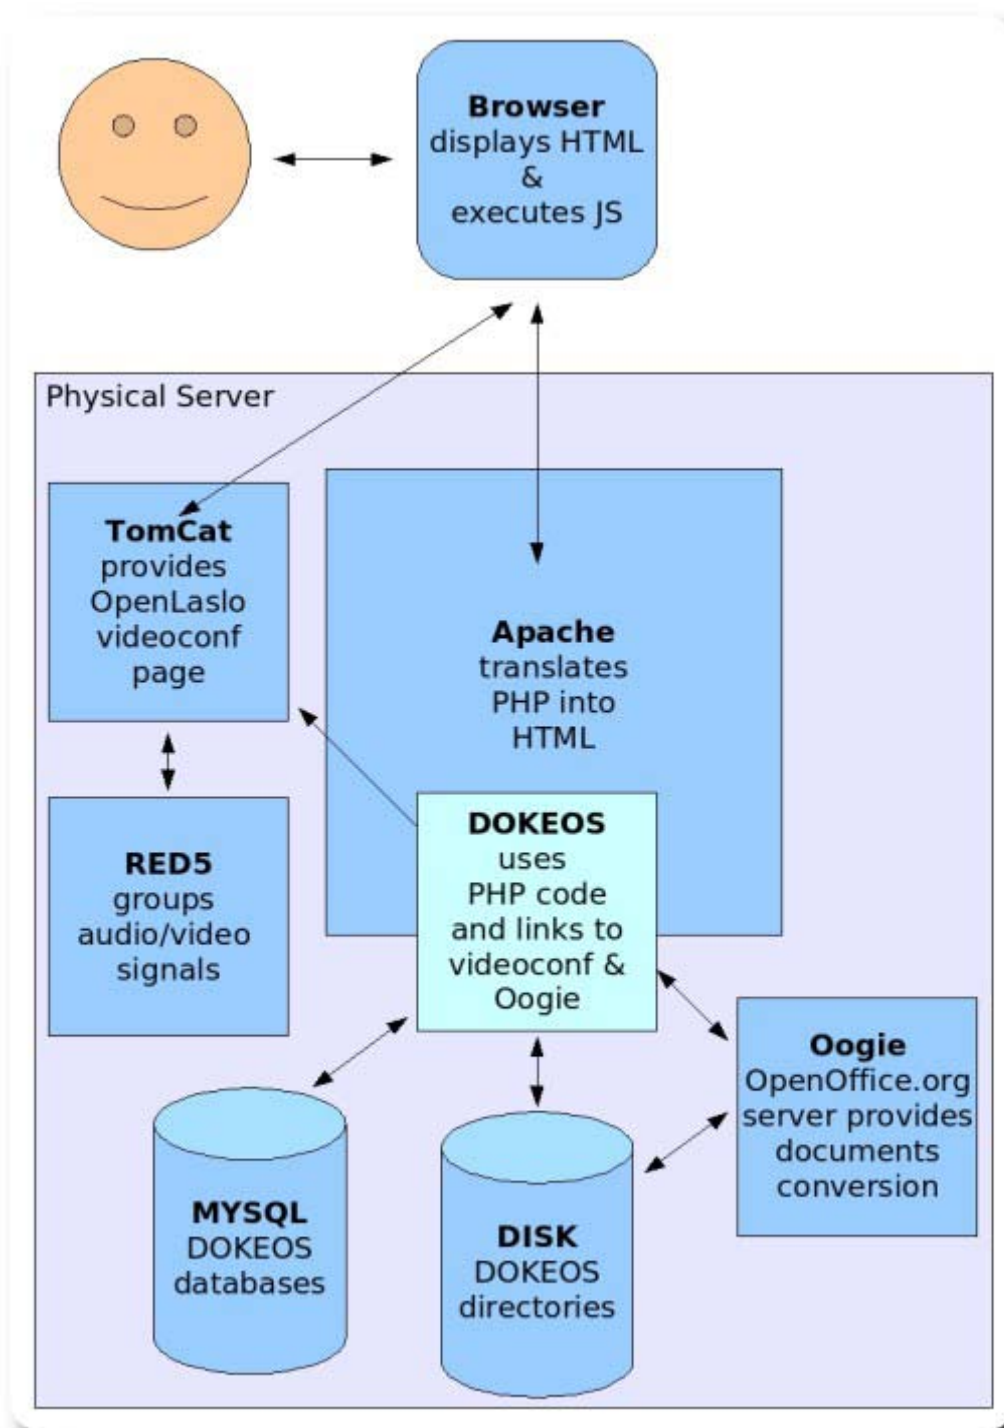 Browser
displays HTML
&
executes JS
Physical Server
TomCat
provides
OpenLaslo
videoconf
page
Apache
translates
PHP into
HTML
RED5
groups
audio/video
signals
DOKEOS
uses
PHP code
and links to
videoconf &
Oogie
Oogie
OpenOffice.org
server provides
documents
conversion
MYSQL
DOKEOS
databases
DISK
DOKEOS
directories